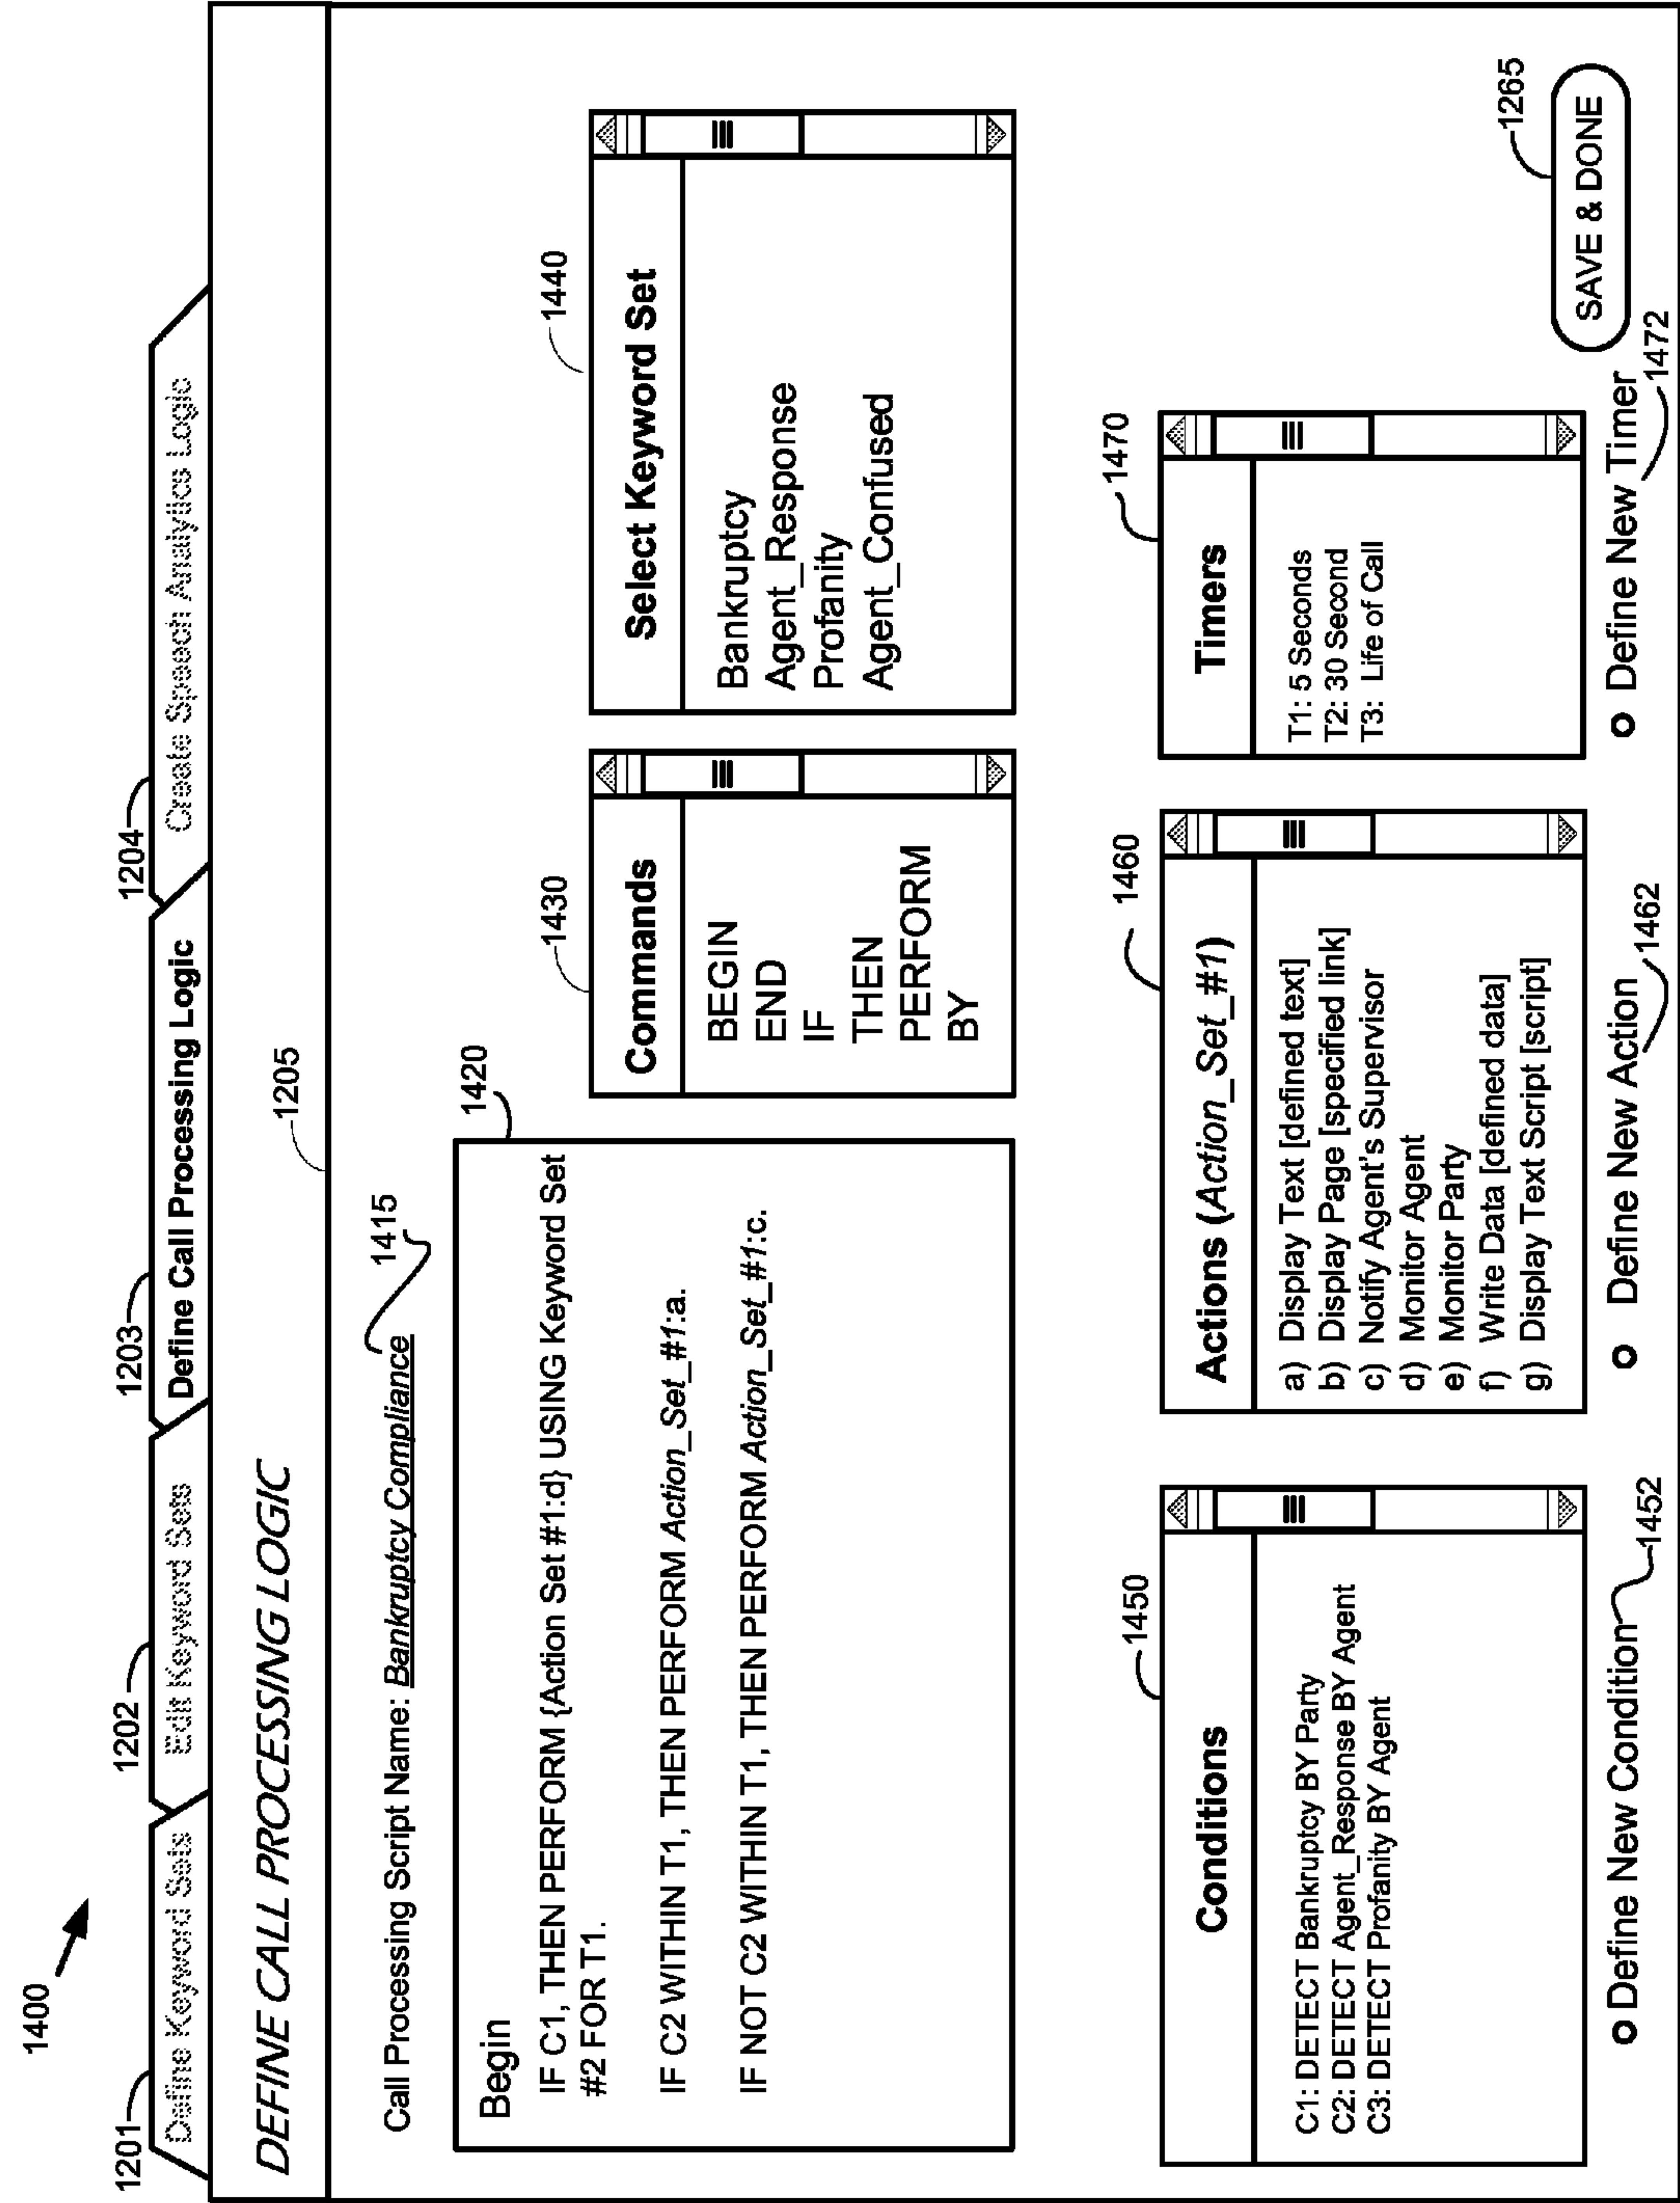 1400
1201
1202
1203
1204
Define Keyword Sets
Edit Keyword Sets
Define Call Processing Logic
Create Speech Analytics Logic
DEFINE CALL PROCESSING LOGIC
1205
Call Processing Script Name: Bankruptcy Compliance
1415
1420
Begin
IF C1, THEN PERFORM {Action Set #1:d} USING Keyword Set
#2 FOR T1.
IF C2 WITHIN T1, THEN PERFORM Action_Set_#1:a.
IF NOT C2 WITHIN T1, THEN PERFORM Action_Set_#1:c.
1430
Commands
BEGIN
END
IF
THEN
PERFORM
BY
1440
Select Keyword Set
Bankruptcy
Agent_Response
Profanity
Agent_Confused
1450
Conditions
C1: DETECT Bankruptcy BY Party
C2: DETECT Agent_Response BY Agent
C3: DETECT Profanity BY Agent
Define New Condition
1452
1460
Actions (Action_Set_#1)
a) Display Text [defined text]
b) Display Page [specified link]
c) Notify Agent's Supervisor
d) Monitor Agent
e) Monitor Party
f) Write Data [defined data]
g) Display Text Script [script]
Define New Action
1462
1470
Timers
T1: 5 Seconds
T2: 30 Second
T3: Life of Call
Define New Timer
1472
1265
SAVE & DONE